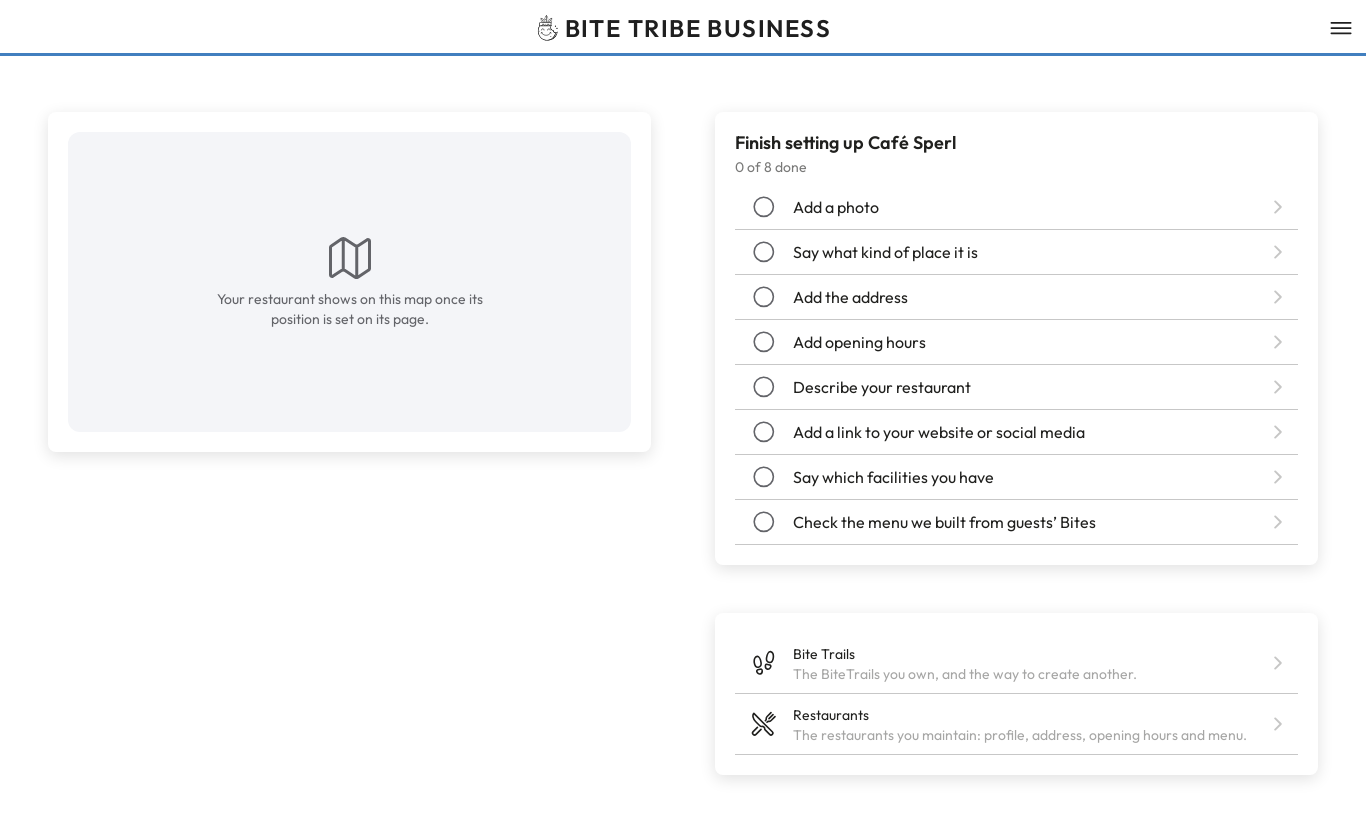 BITE TRIBE BUSINESS
Your restaurant shows on this map once its
position is set on its page.
Finish setting up Café Sperl
0 of 8 done
Add a photo
Say what kind of place it is
Add the address
Add opening hours
Describe your restaurant
Add a link to your website or social media
Say which facilities you have
Check the menu we built from guests’ Bites
Bite Trails
The BiteTrails you own, and the way to create another.
Restaurants
The restaurants you maintain: profile, address, opening hours and menu.